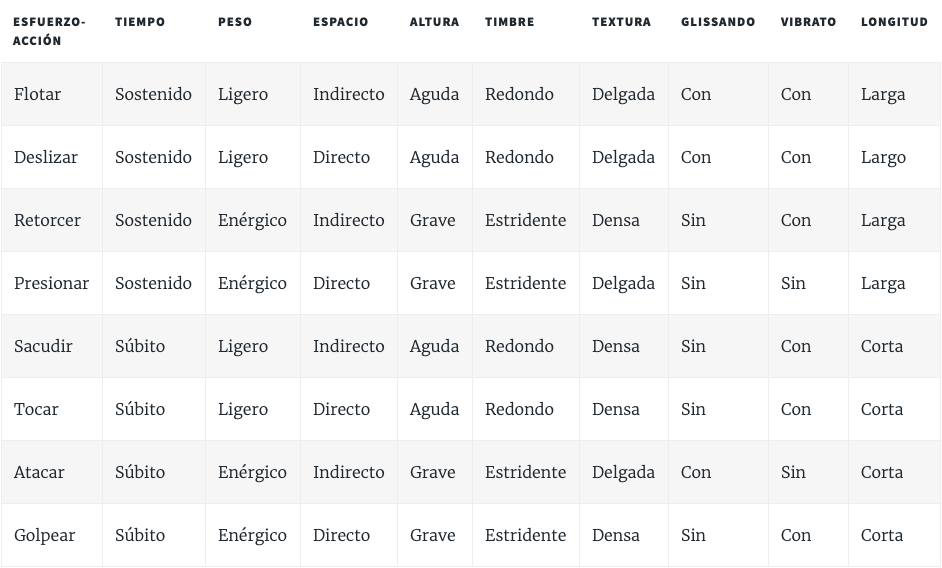 ESFUERZO- TIEMPO PESO ESPACIO ALTURA TIMBRE TEXTURA GLISSANDO VIBRATO LONGITUD
ACCIÓN
Flotar Sostenido Ligero Indirecto Aguda Redondo Delgada Con Con Larga
Deslizar Sostenido Ligero Directo Aguda Redondo Delgada Con Con Largo
Retorcer Sostenido Enérgico Indirecto Grave Estridente Densa Sin Con Larga
Presionar Sostenido Enérgico Directo Grave Estridente Delgada Sin Sin Larga
Sacudir Súbito Ligero Indirecto Aguda Redondo Densa Sin Con Corta
Tocar Súbito Ligero Directo Aguda Redondo Densa Sin Con Corta
Atacar Súbito Enérgico Indirecto Grave Estridente Delgada Con Sin Corta
Golpear Súbito Enérgico Directo Grave Estridente Densa Sin Con Corta